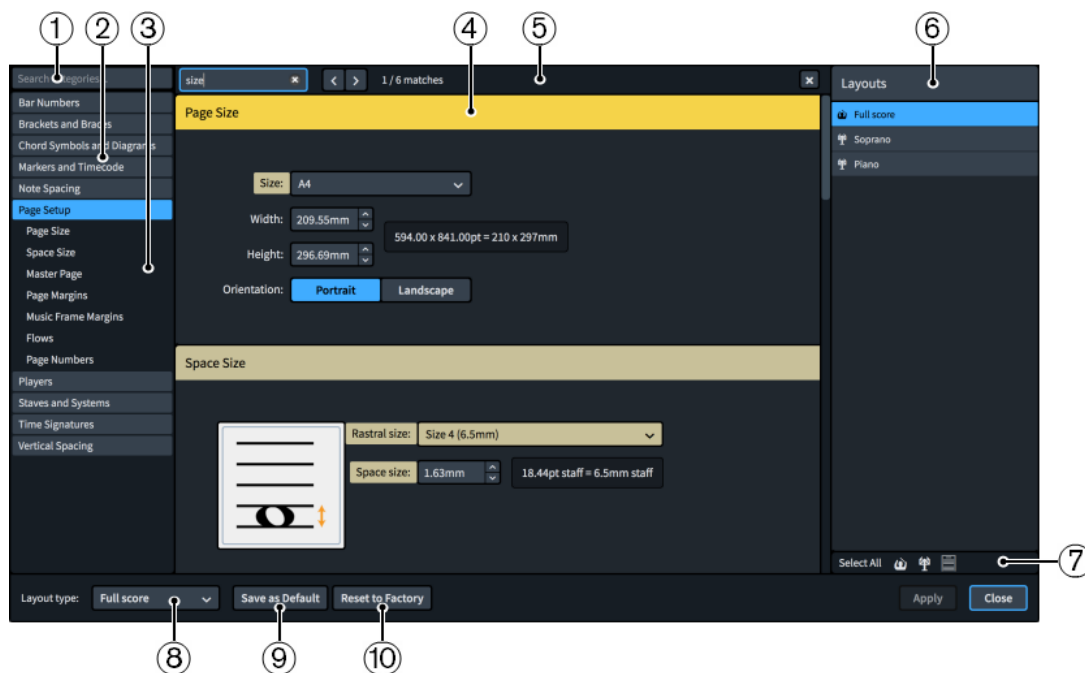 ① ② ③ ④ ⑤ ⑥
Search categories
size
1 / 6 matches
Layouts
Bar Numbers
Brackets and Braces
Chord Symbols and Diagrams
Markers and Timecode
Note Spacing
Page Setup
Page Size
Space Size
Master Page
Page Margins
Music Frame Margins
Flows
Page Numbers
Players
Staves and Systems
Time Signatures
Vertical Spacing
Page Size
Size: A4
Width: 209.55mm
594.00 x 841.00pt = 210 x 297mm
Height: 296.69mm
Orientation: Portrait Landscape
Space Size
Rastral size: Size 4 (6.5mm)
Space size: 1.63mm 18.44pt staff = 6.5mm staff
Full score
Soprano
Piano
Select All
⑦
Layout type: Full score Save as Default Reset to Factory Apply Close
⑧ ⑨ ⑩